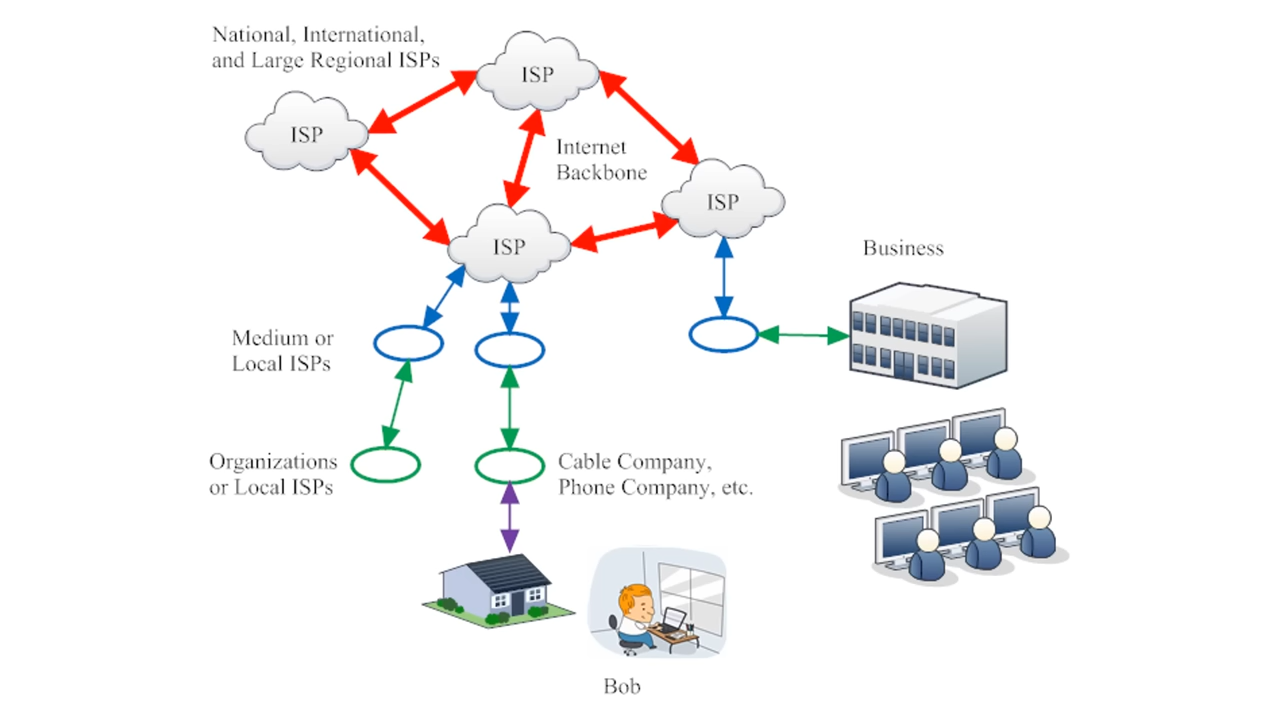 National, International,
and Large Regional ISPs
ISP
ISP
Internet
Backbone
ISP
ISP
Business
Medium or
Local ISPs
Organizations
or Local ISPs
Cable Company,
Phone Company, etc.
Bob